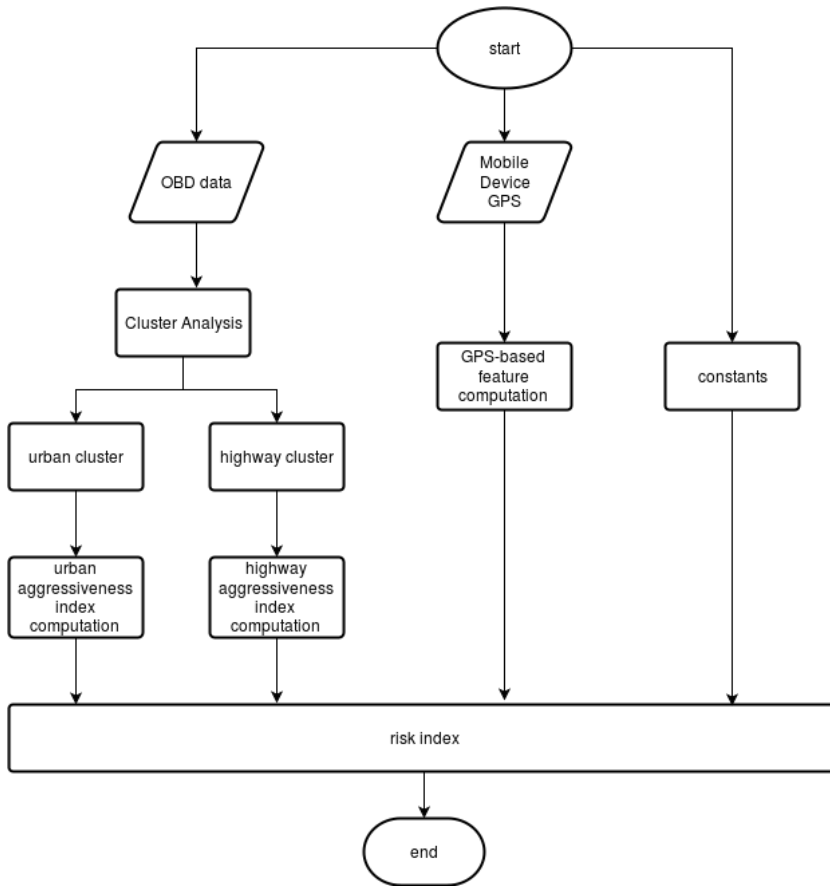 start
OBD data
Mobile
Device
GPS
Cluster Analysis
GPS-based
feature
computation
constants
urban cluster
highway cluster
urban
aggressiveness
index
computation
highway
aggressiveness
index
computation
risk index
end